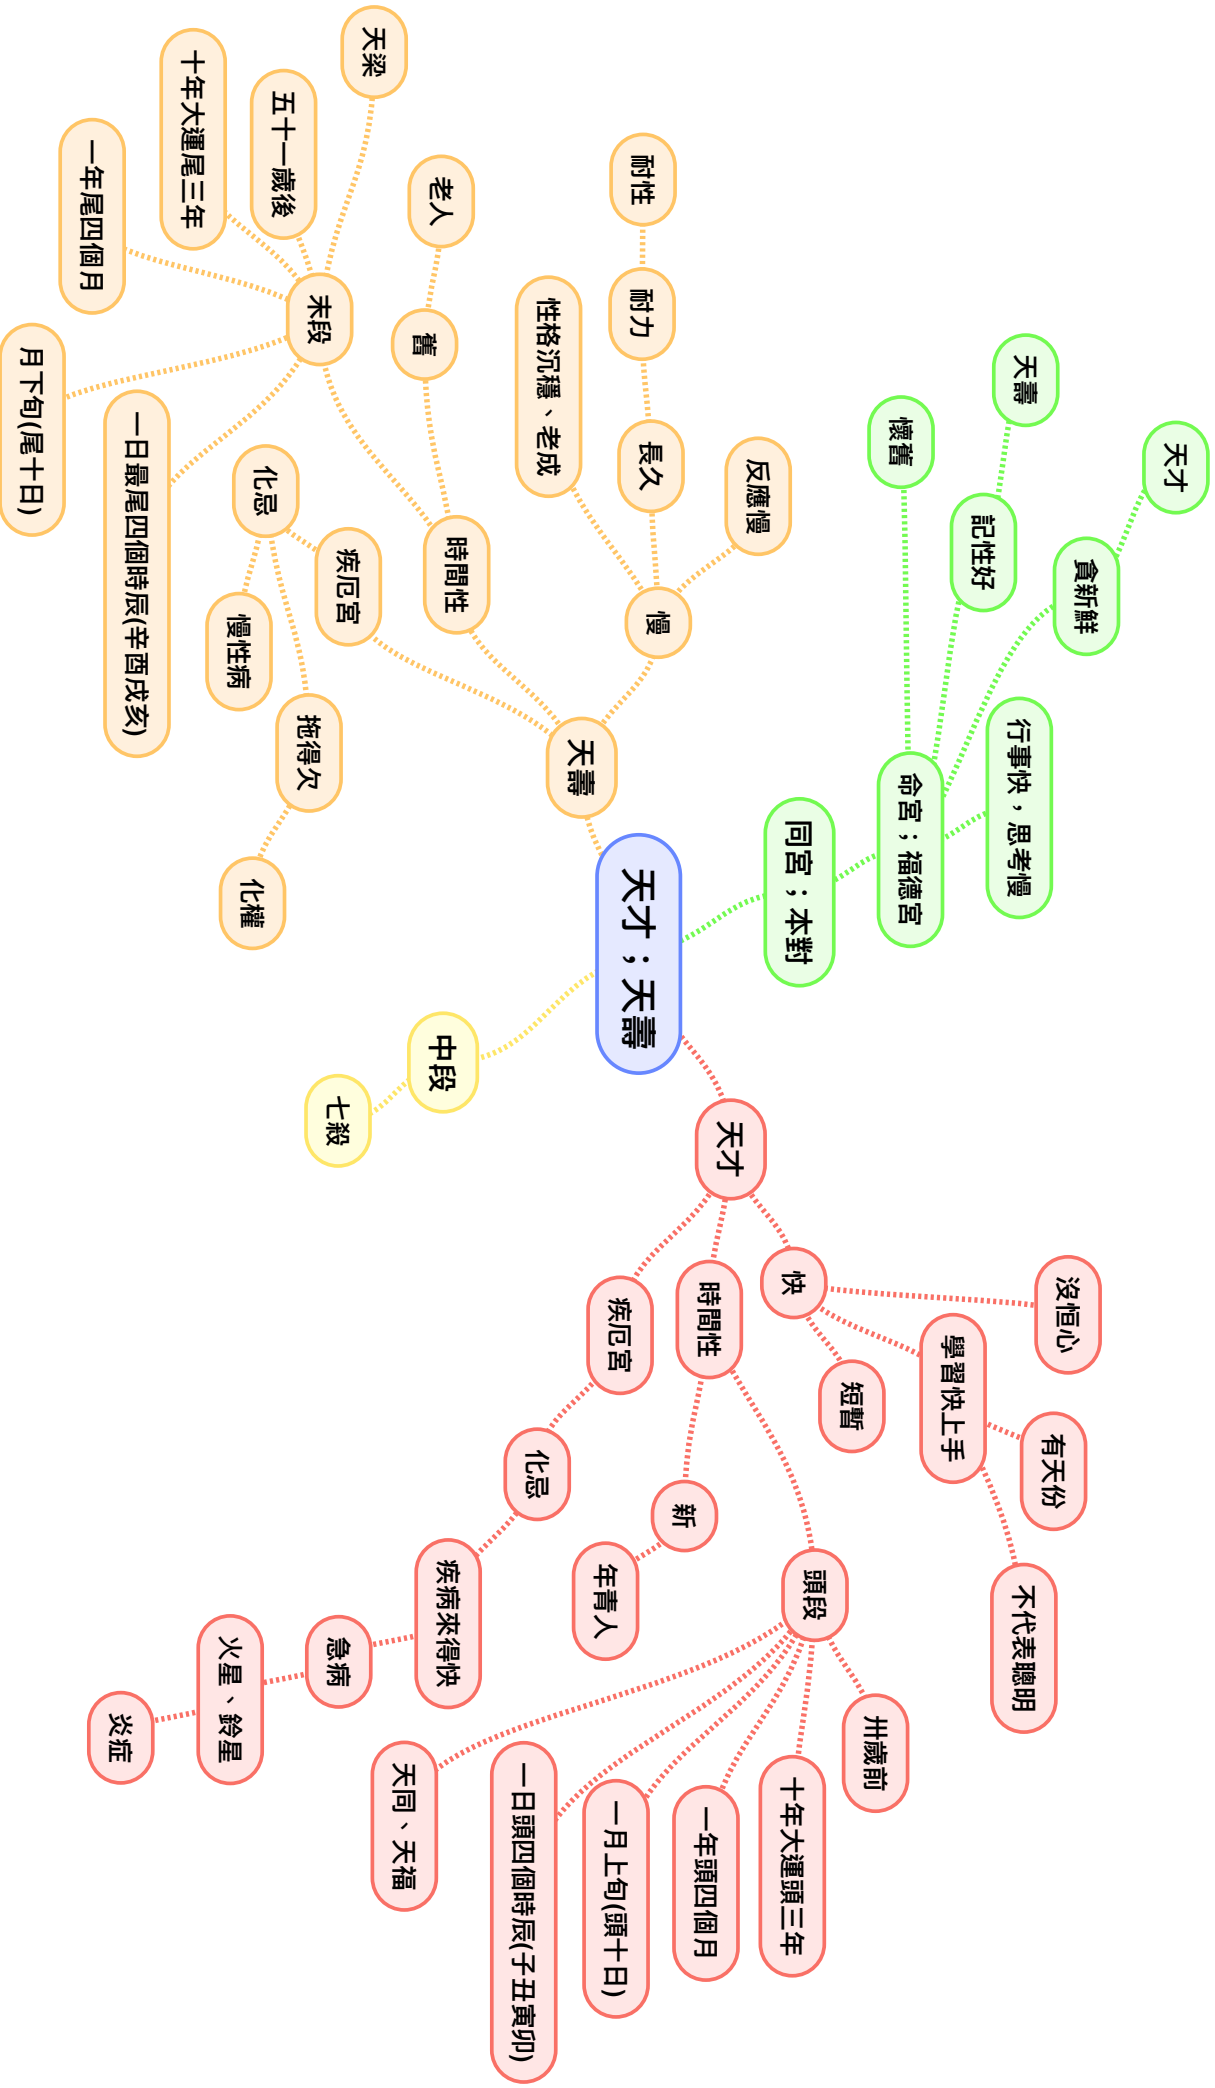 天才；天壽
同宮；本對
命宮；福德宮
行事快，思考慢
貪新鮮
天才
記性好
天壽
懷舊
天才
快
沒恒心
學習快上手
有天份
不代表聰明
短暫
時間性
頭段
卅歲前
十年大運頭三年
一年頭四個月
一月上旬(頭十日)
一日頭四個時辰(子丑寅卯)
天同、天福
新
年青人
疾厄宮
化忌
疾病來得快
急病
火星、鈴星
炎症
中段
七殺
天壽
慢
反應慢
長久
耐力
耐性
性格沉穩、老成
時間性
舊
老人
末段
天梁
五十一歲後
十年大運尾三年
一年尾四個月
月下旬(尾十日)
一日最尾四個時辰(辛酉戌亥)
疾厄宮
化忌
慢性病
拖得欠
化權